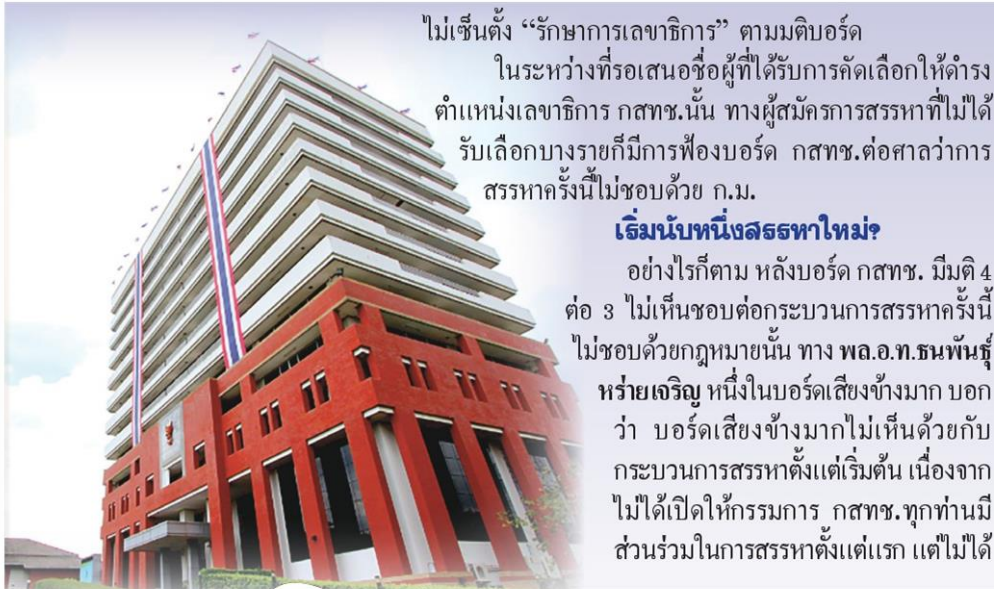 ไม่เซ็นตั้ง “รักษาการเลขาธิการ” ตามมติบอร์ด
ในระหว่างที่รอเสนอชื่อผู้ที่ได้รับการคัดเลือกให้ดำรง
ตำแหน่งเลขาธิการ กสทช.นั้น ทางผู้สมัครการสรรหาที่ไม่ได้
รับเลือกบางรายก็มีการฟ้องบอร์ด กสทช.ต่อศาลว่าการ
สรรหาครั้งนี้ไม่ชอบด้วย ก.ม.
เริ่มนับหนึ่งสรรหาใหม่?
อย่างไรก็ตาม หลังบอร์ด กสทช. มีมติ 4
ต่อ 3 ไม่เห็นชอบต่อกระบวนการสรรหาครั้งนี้
ไม่ชอบด้วยกฎหมายนั้น ทาง พล.อ.ท.ธนพันธุ์
หร่ายเจริญ หนึ่งในบอร์ดเสียงข้างมาก บอก
ว่า บอร์ดเสียงข้างมากไม่เห็นด้วยกับ
กระบวนการสรรหาตั้งแต่เริ่มต้น เนื่องจาก
ไม่ได้เปิดให้กรรมการ กสทช.ทุกท่านมี
ส่วนร่วมในการสรรหาตั้งแต่แรก แต่ไม่ได้